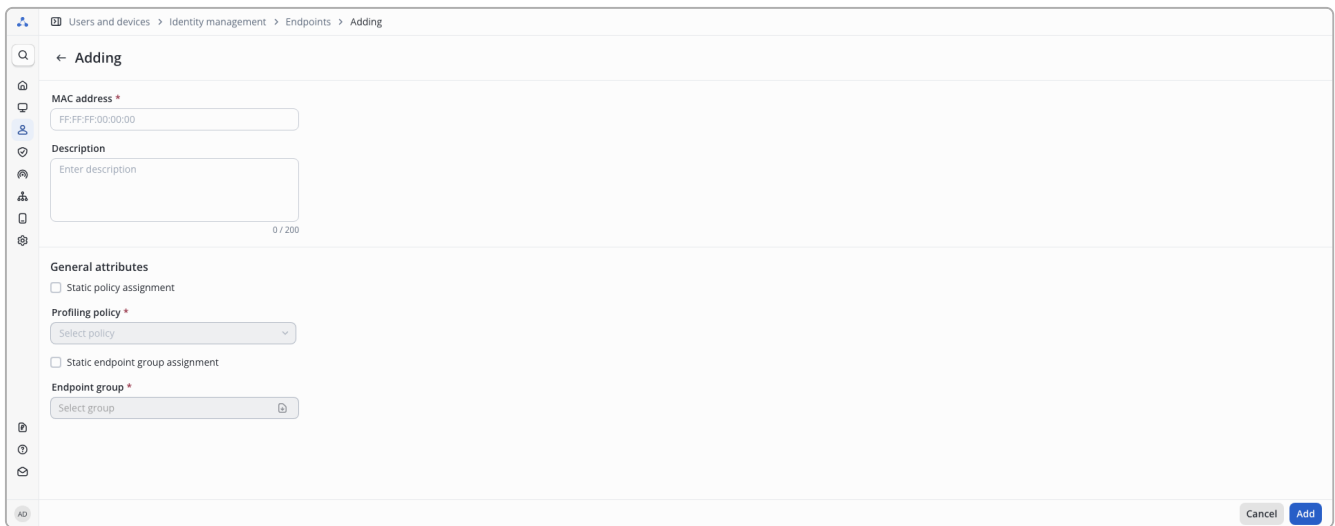 Users and devices > Identity management > Endpoints > Adding
← Adding
MAC address *
FF:FF:FF:00:00:00
Description
Enter description
0 / 200
General attributes
Static policy assignment
Profiling policy *
Select policy
Static endpoint group assignment
Endpoint group *
Select group
AD
Cancel
Add